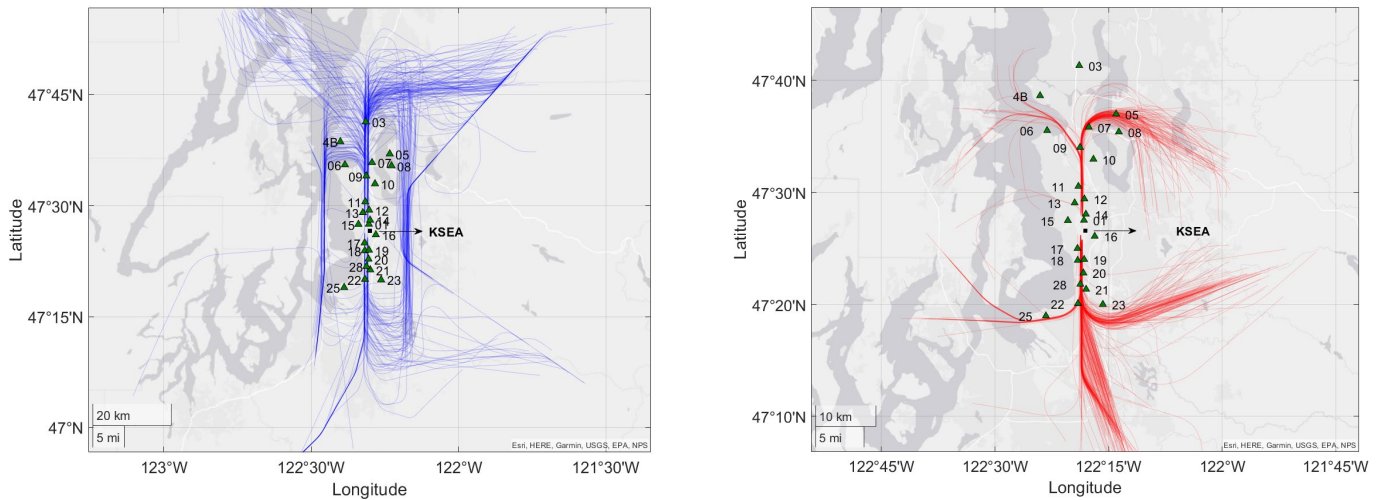 47°45'N
47°30'N
47°15'N
47°N
Latitude
03
4B
05
06
07
08
09
10
11
12
13
14
01
15
16
KSEA
17
18
19
20
28
21
22
23
25
20 km
5 mi
Esri, HERE, Garmin, USGS, EPA, NPS
123°W
122°30'W
122°W
121°30'W
Longitude
47°40'N
47°30'N
47°20'N
47°10'N
Latitude
03
4B
05
06
07
08
09
10
11
12
13
14
01
15
16
KSEA
17
18
19
20
28
21
22
23
25
10 km
5 mi
Esri, HERE, Garmin, USGS, EPA, NPS
122°45'W
122°30'W
122°15'W
122°W
121°45'W
Longitude